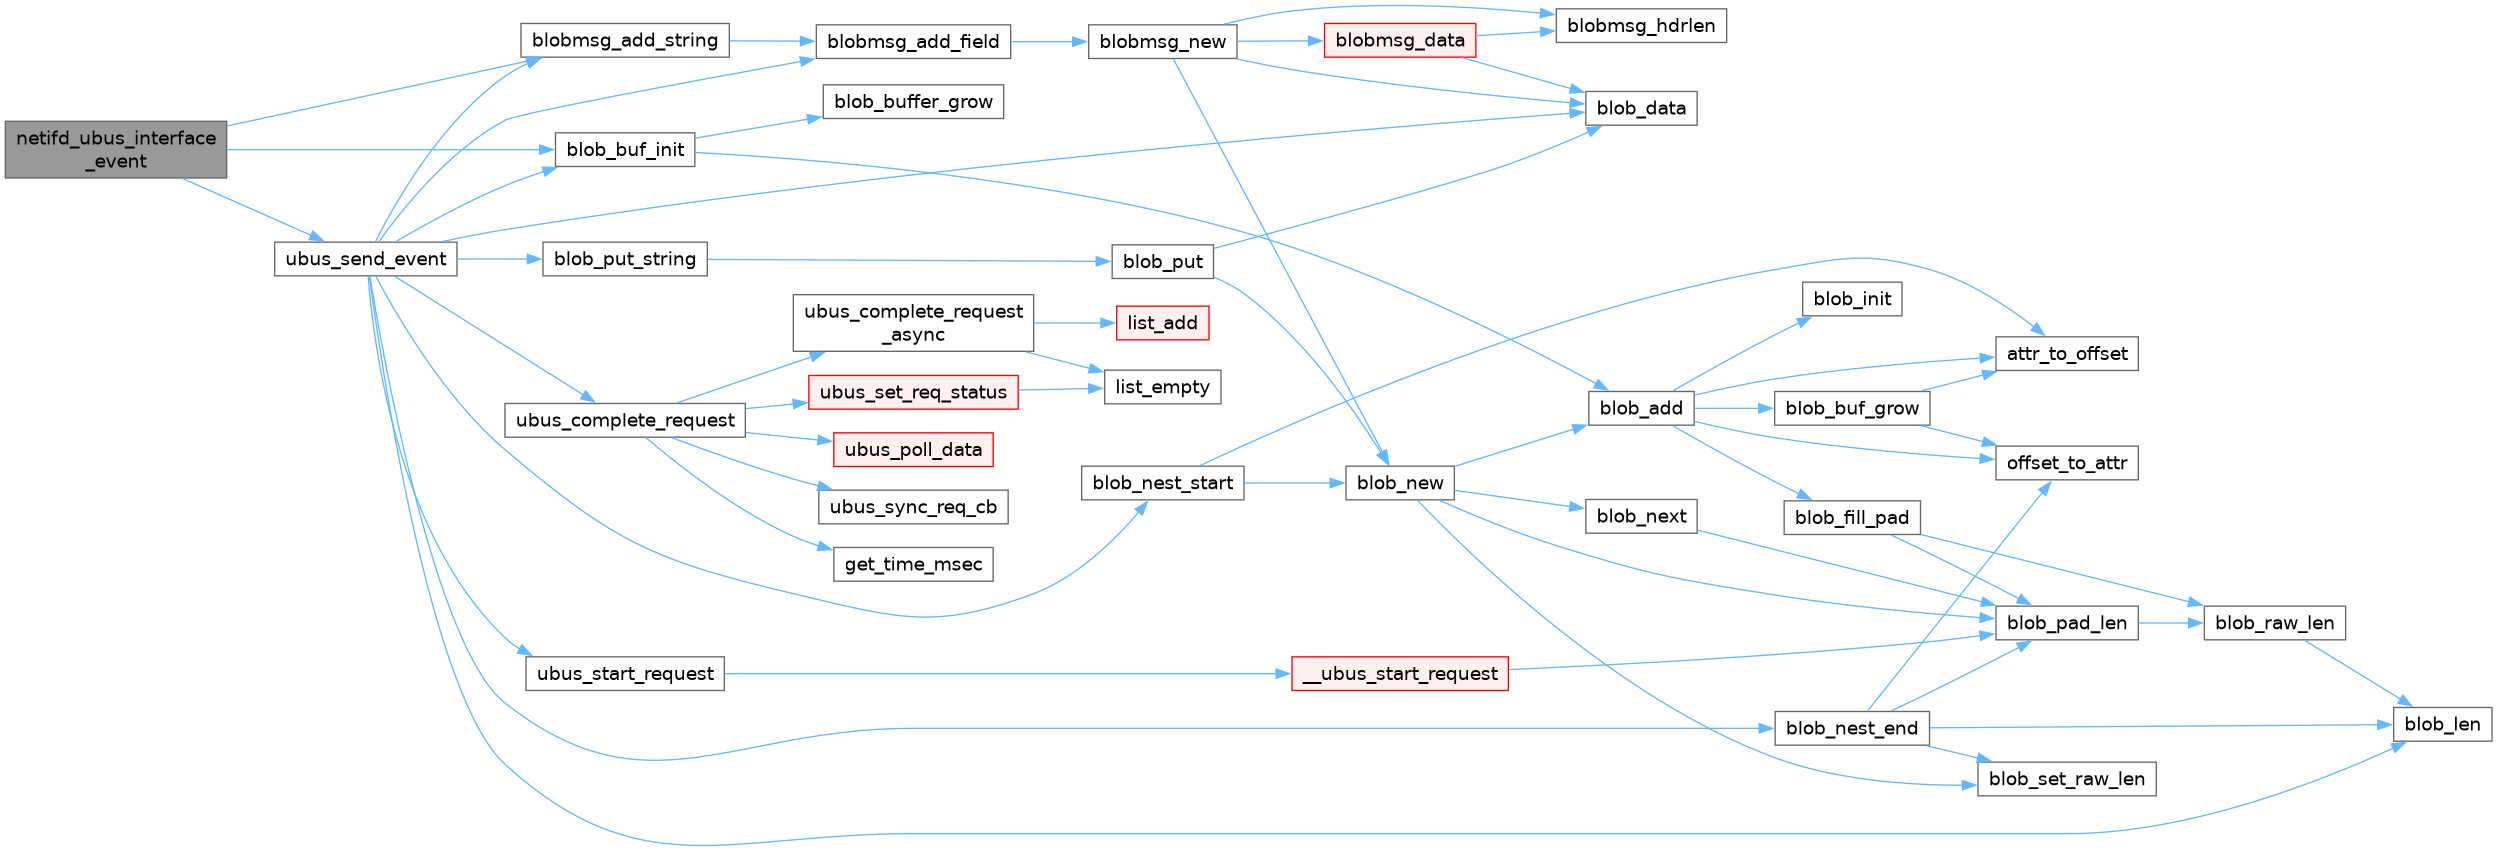 netifd_ubus_interface
_event
blobmsg_add_string
blobmsg_add_field
blobmsg_new
blobmsg_data
blobmsg_hdrlen
blob_buffer_grow
blob_data
blob_buf_init
ubus_send_event
blob_put_string
blob_put
ubus_complete_request
_async
list_add
list_empty
ubus_set_req_status
ubus_complete_request
ubus_poll_data
ubus_sync_req_cb
get_time_msec
blob_nest_start
blob_new
blob_init
attr_to_offset
blob_add
blob_buf_grow
offset_to_attr
blob_next
blob_fill_pad
blob_pad_len
blob_raw_len
ubus_start_request
__ubus_start_request
blob_nest_end
blob_len
blob_set_raw_len